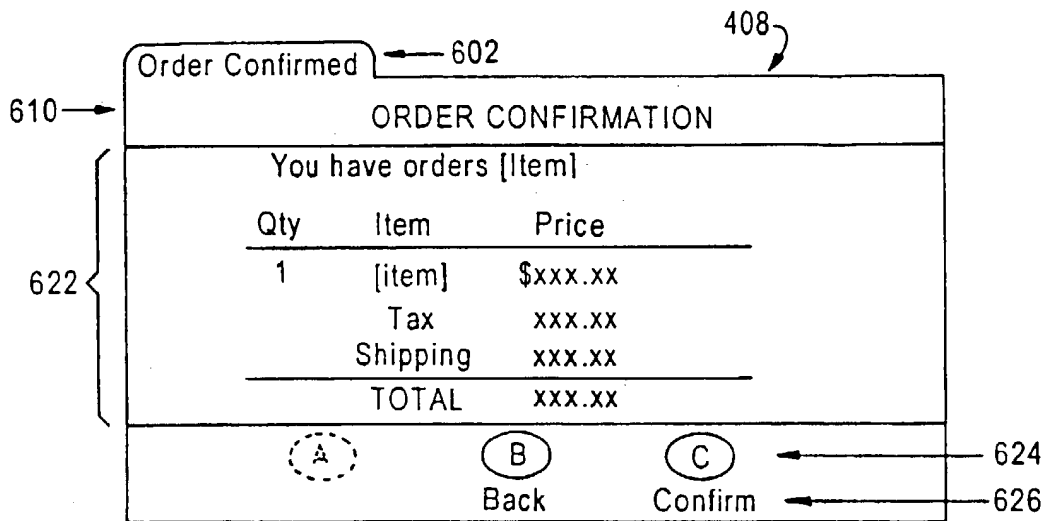 408
Order Confirmed 602
610 ORDER CONFIRMATION
You have orders [Item]
Qty Item Price
1 [item] $xxx.xx
622
Tax xxx.xx
Shipping xxx.xx
TOTAL xxx.xx
A B C 624
Back Confirm 626